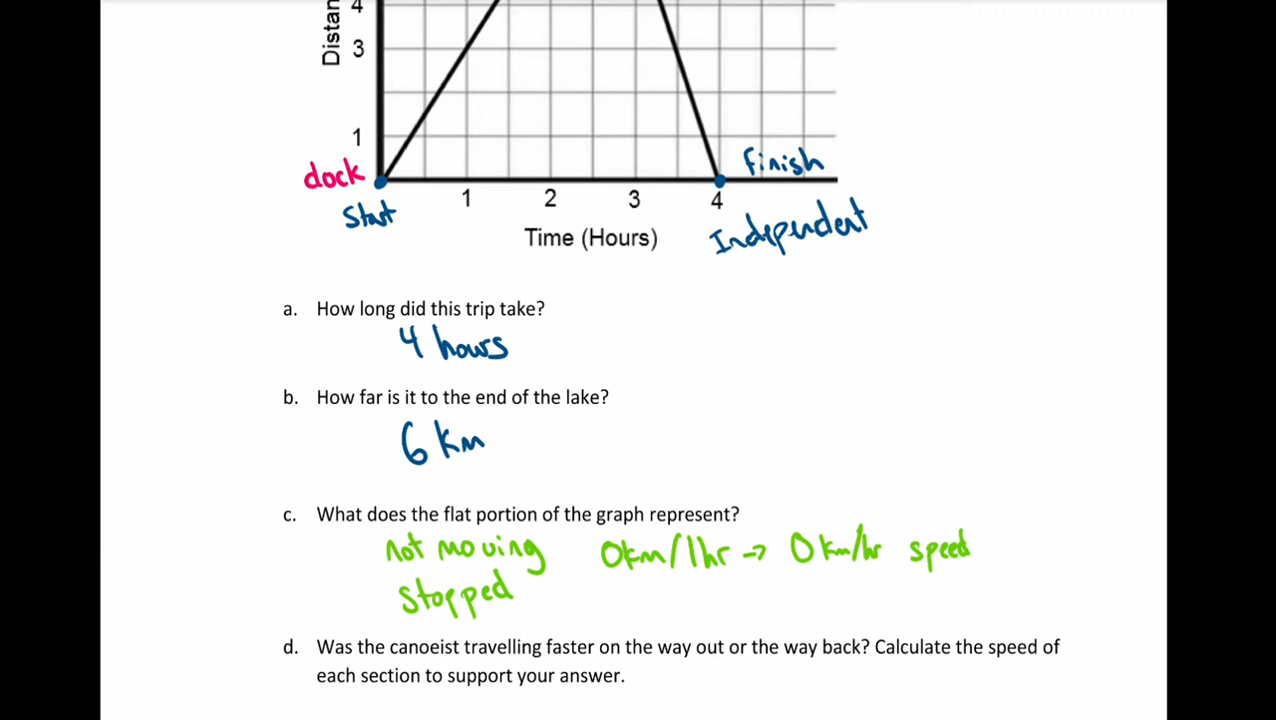 Distan
4
3
1
dock
Start
finish
1 2 3 4
Time (Hours)
Independent
a. How long did this trip take?
4 hours
b. How far is it to the end of the lake?
6 km
c. What does the flat portion of the graph represent?
not moving 0km/1hr → 0km/hr speed
stopped
d. Was the canoeist travelling faster on the way out or the way back? Calculate the speed of
each section to support your answer.